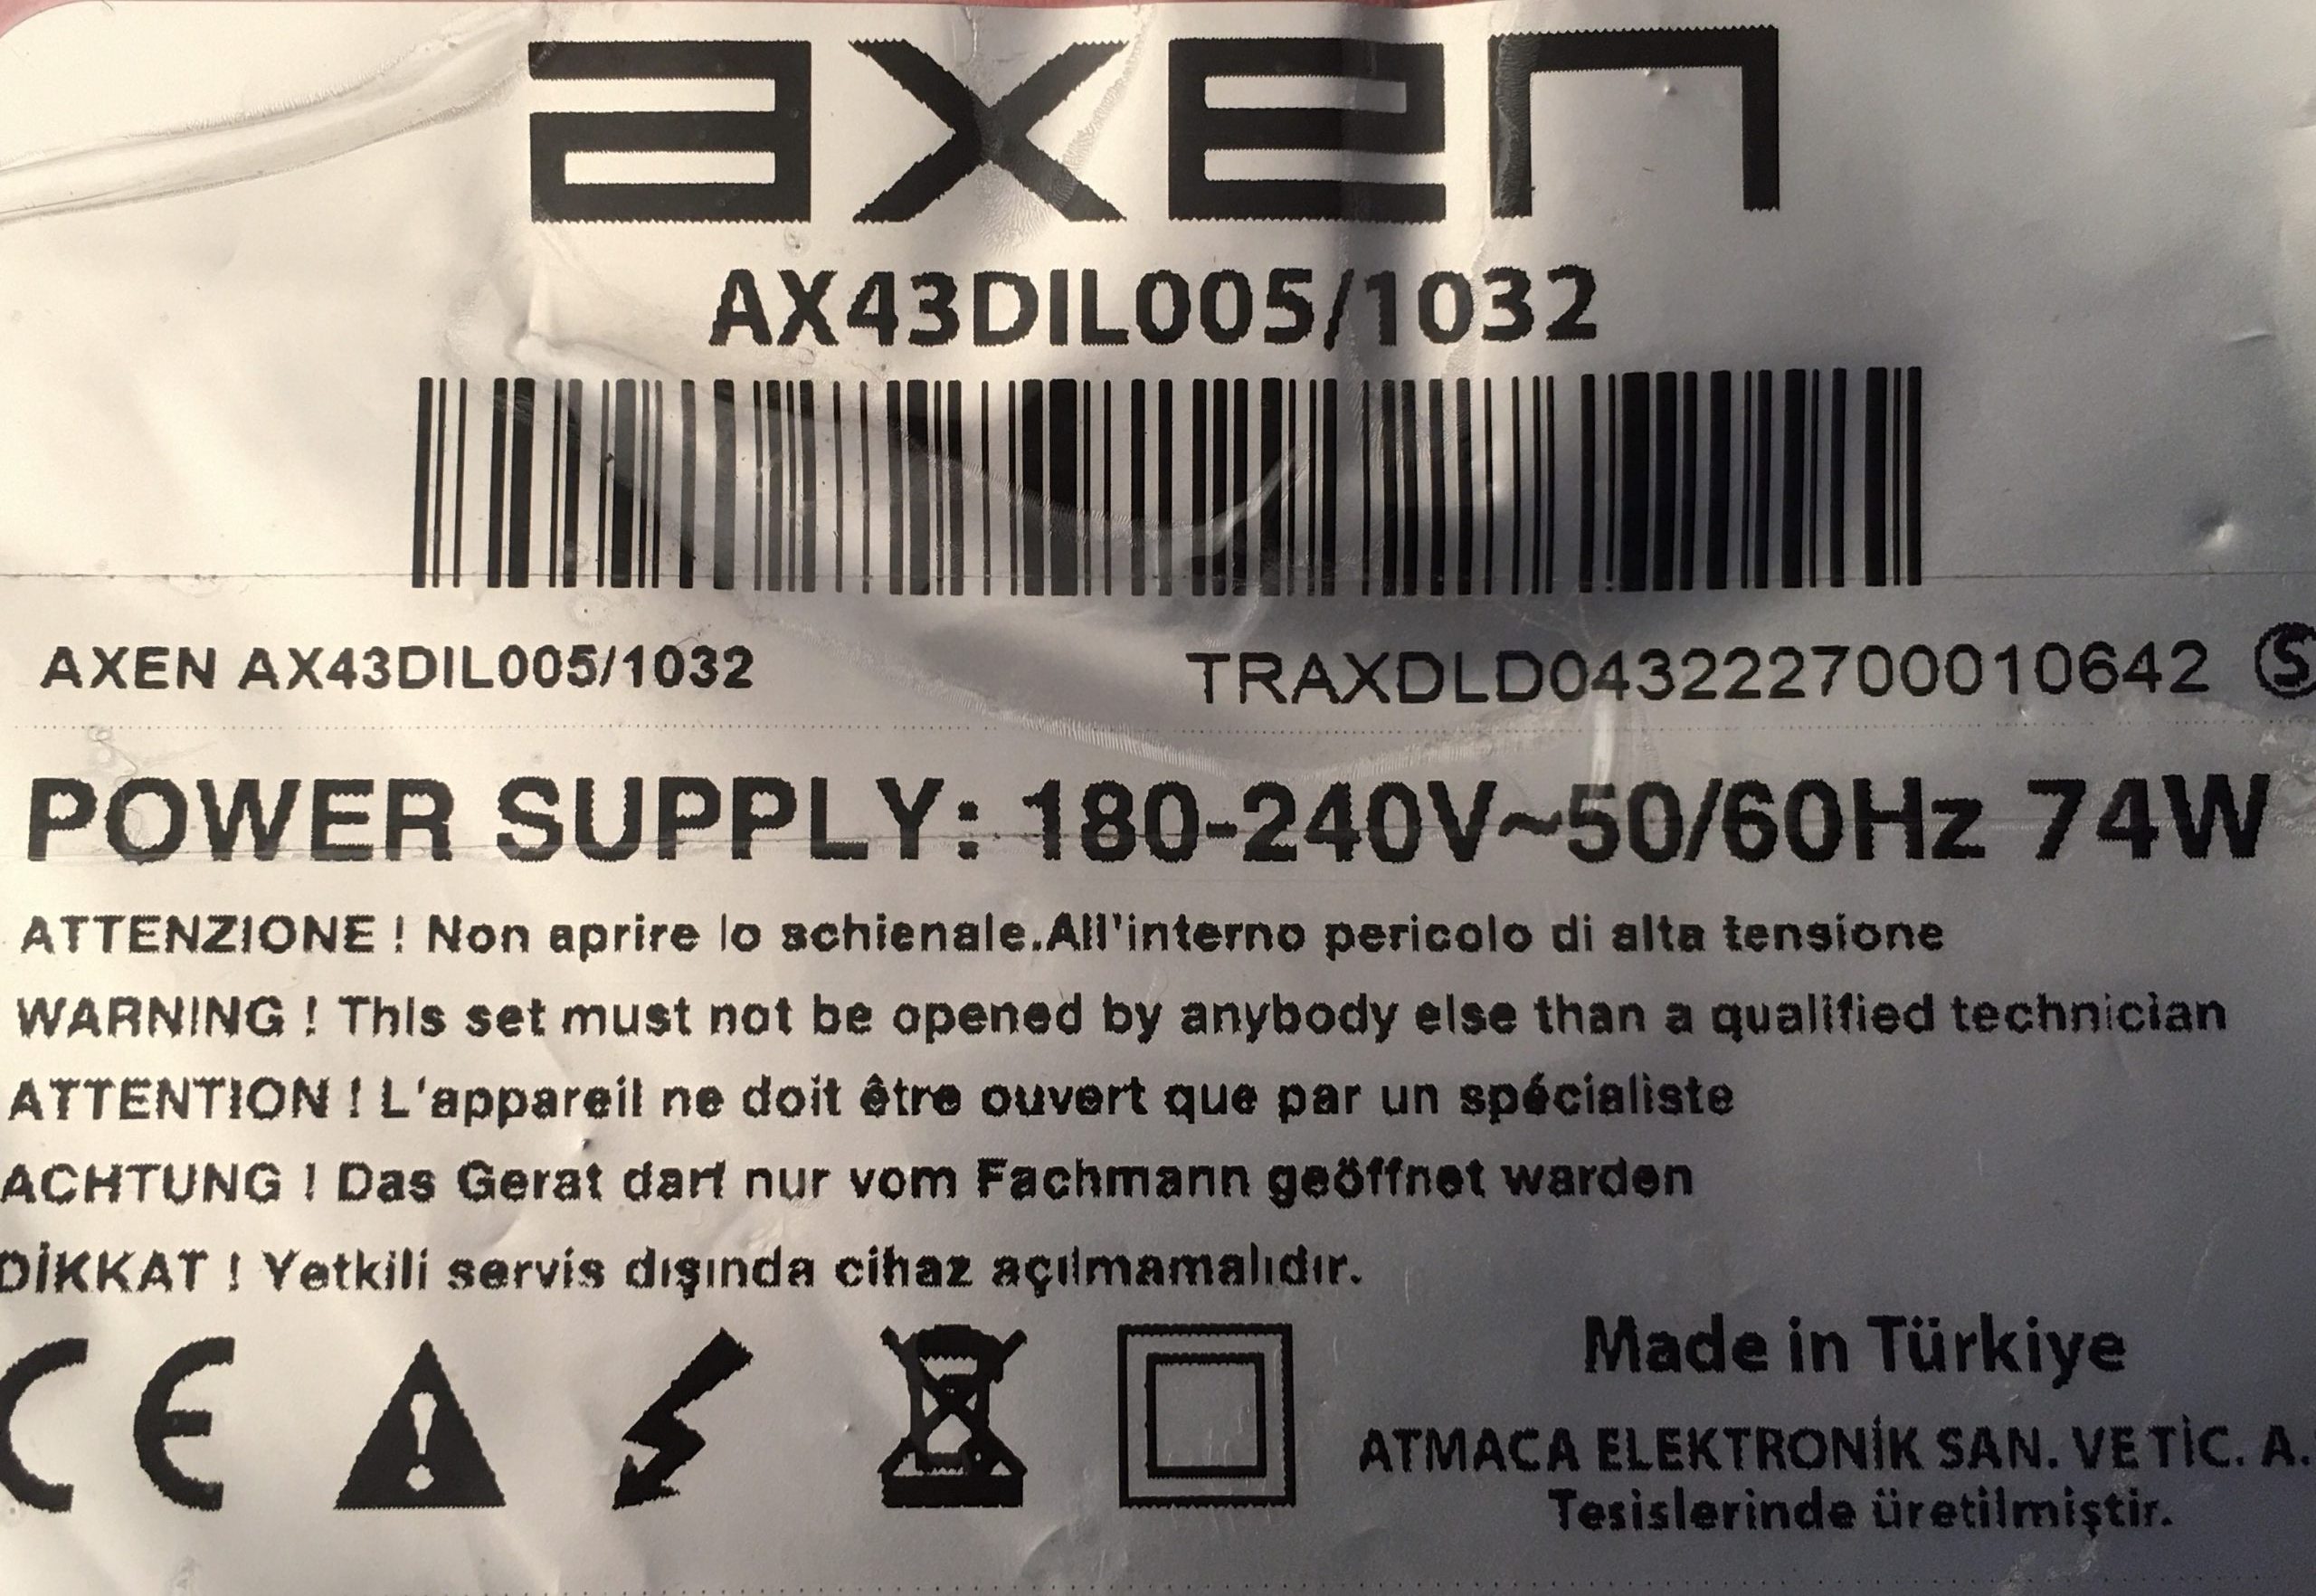 axen
AX43DIL005/1032
AXEN AX43DIL005/1032 TRAXDLD043222700010642 S
POWER SUPPLY: 180-240V~50/60Hz 74W
ATTENZIONE ! Non aprire lo schienale.All'interno pericolo di alta tensione
WARNING ! This set must not be opened by anybody else than a qualified technician
ATTENTION ! L'appareil ne doit être ouvert que par un spécialiste
ACHTUNG ! Das Gerat darf nur vom Fachmann geöffnet warden
DİKKAT ! Yetkili servis dışında cihaz açılmamalıdır.
CE
Made in Türkiye
ATMACA ELEKTRONİK SAN. VE TİC. A.
Tesislerinde üretilmiştir.